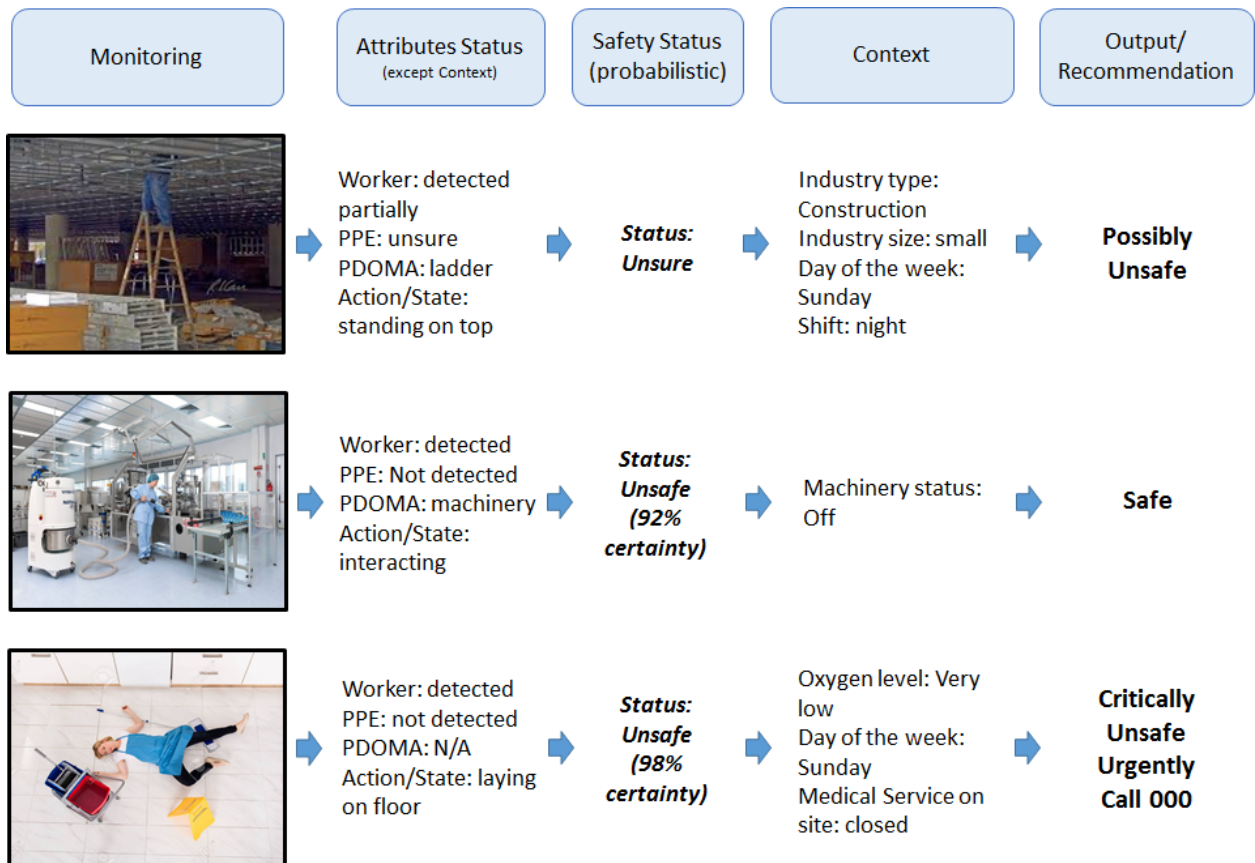 Monitoring
Attributes Status
(except Context)
Safety Status
(probabilistic)
Context
Output/
Recommendation
Worker: detected
partially
PPE: unsure
PDOMA: ladder
Action/State:
standing on top
Status:
Unsure
Industry type:
Construction
Industry size: small
Day of the week:
Sunday
Shift: night
Possibly
Unsafe
Worker: detected
PPE: Not detected
PDOMA: machinery
Action/State:
interacting
Status:
Unsafe
(92%
certainty)
Machinery status:
Off
Safe
Worker: detected
PPE: not detected
PDOMA: N/A
Action/State: laying
on floor
Status:
Unsafe
(98%
certainty)
Oxygen level: Very
low
Day of the week:
Sunday
Medical Service on
site: closed
Critically
Unsafe
Urgently
Call 000